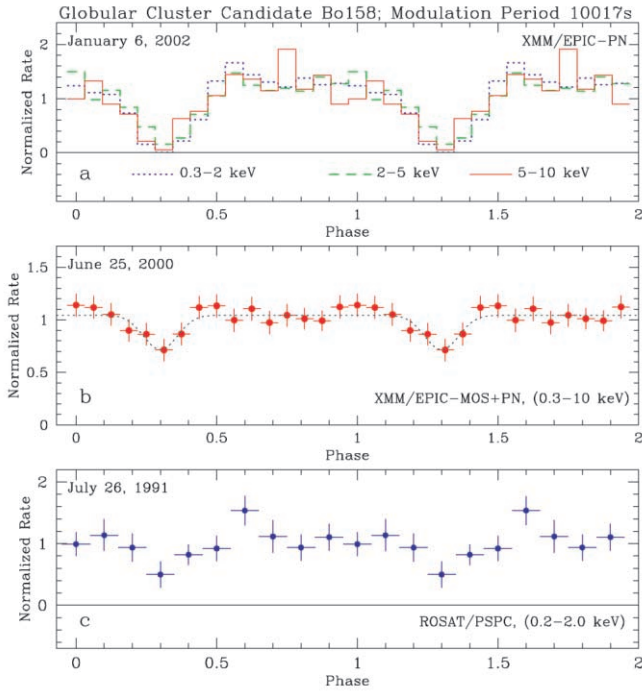 Globular Cluster Candidate Bo158; Modulation Period 10017s
January 6, 2002 XMM/EPIC-PN
2
1
0
Normalized Rate
a 0.3-2 keV 2-5 keV 5-10 keV
0 0.5 1 1.5 2
Phase
June 25, 2000
1.5
1
0.5
0
Normalized Rate
b XMM/EPIC-MOS+PN, (0.3-10 keV)
0 0.5 1 1.5 2
Phase
July 26, 1991
2
1
0
Normalized Rate
c ROSAT/PSPC, (0.2-2.0 keV)
0 0.5 1 1.5 2
Phase